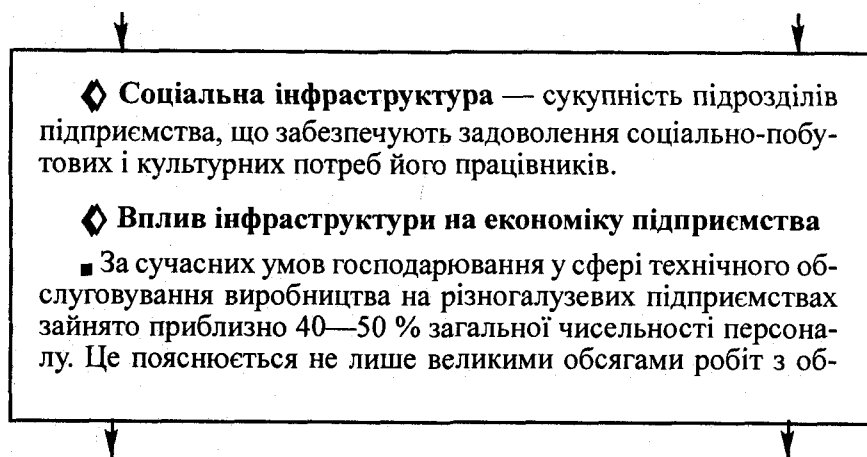 ◊ Соціальна інфраструктура — сукупність підрозділів
підприємства, що забезпечують задоволення соціально-побу-
тових і культурних потреб його працівників.
◊ Вплив інфраструктури на економіку підприємства
▪ За сучасних умов господарювання у сфері технічного об-
слуговування виробництва на різногалузевих підприємствах
зайнято приблизно 40—50 % загальної чисельності персона-
лу. Це пояснюється не лише великими обсягами робіт з об-